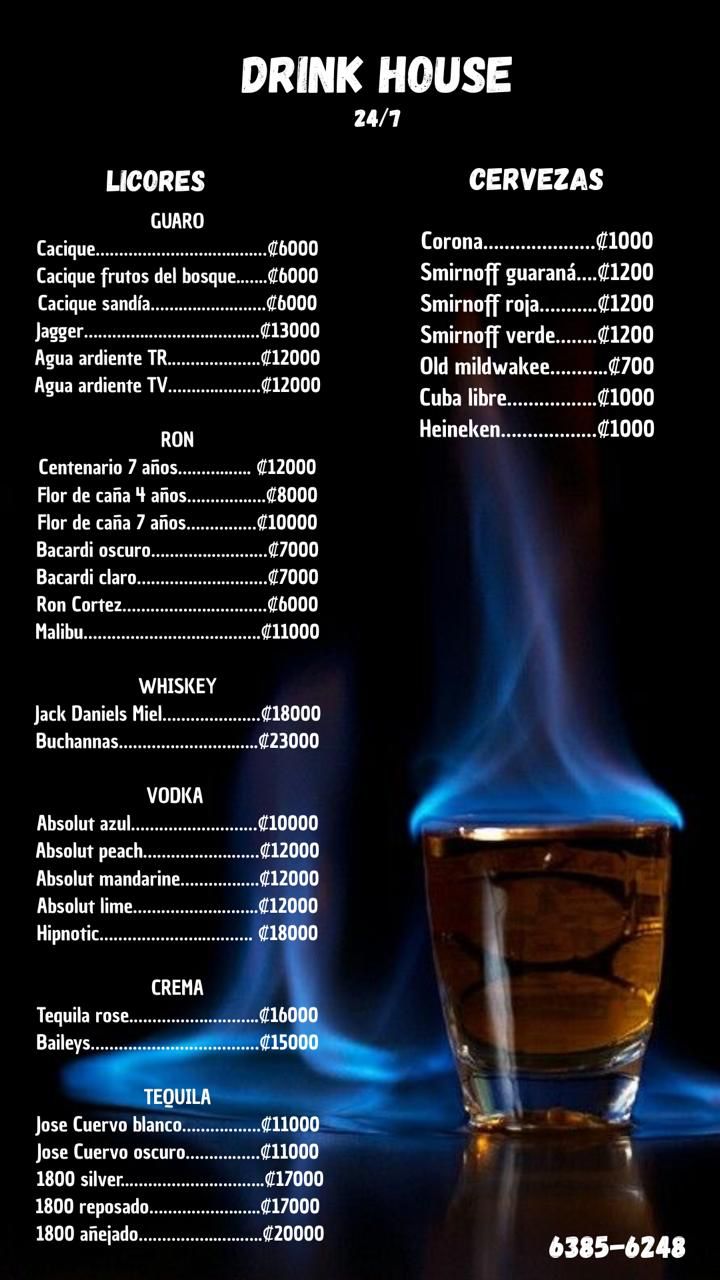 DRINK HOUSE
24/7
LICORES
GUARO
Cacique................................₡6000
Cacique frutos del bosque.......₡6000
Cacique sandía..........................₡6000
Jagger.......................................₡13000
Agua ardiente TR.....................₡12000
Agua ardiente TV.....................₡12000
RON
Centenario 7 años................ ₡12000
Flor de caña 4 años..................₡8000
Flor de caña 7 años................₡10000
Bacardi oscuro..........................₡7000
Bacardi claro.............................₡7000
Ron Cortez................................₡6000
Malibu.......................................₡11000
WHISKEY
Jack Daniels Miel......................₡18000
Buchannas...............................₡23000
VODKA
Absolut azul............................₡10000
Absolut peach..........................₡12000
Absolut mandarine..................₡12000
Absolut lime............................₡12000
Hipnotic.................................. ₡18000
CREMA
Tequila rose.............................₡16000
Baileys.....................................₡15000
TEQUILA
Jose Cuervo blanco..................₡11000
Jose Cuervo oscuro.................₡11000
1800 silver................................₡17000
1800 reposado.........................₡17000
1800 añejado............................₡20000
CERVEZAS
Corona.....................₡1000
Smirnoff guaraná....₡1200
Smirnoff roja...........₡1200
Smirnoff verde........₡1200
Old mildwakee...........₡700
Cuba libre.................₡1000
Heineken..................₡1000
6385-6248